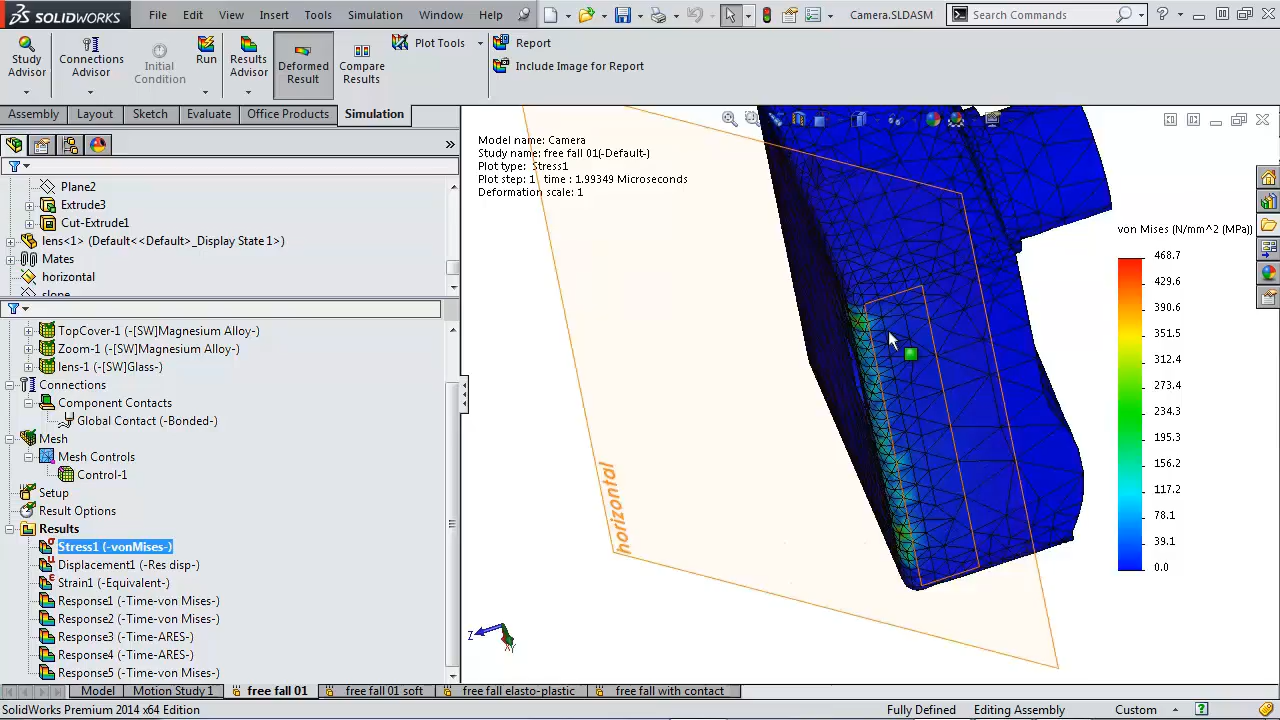 SOLIDWORKS File Edit View Insert Tools Simulation Window Help Camera.SLDASM Search Commands
Study Advisor
Connections Advisor
Initial Condition
Run
Results Advisor
Deformed Result
Compare Results
Plot Tools
Report
Include Image for Report
Assembly Layout Sketch Evaluate Office Products Simulation
Plane2
Extrude3
Cut-Extrude1
lens<1> (Default<<Default>_Display State 1>)
Mates
horizontal
slope
TopCover-1 (-[SW]Magnesium Alloy-)
Zoom-1 (-[SW]Magnesium Alloy-)
lens-1 (-[SW]Glass-)
Connections
Component Contacts
Global Contact (-Bonded-)
Mesh
Mesh Controls
Control-1
Setup
Result Options
Results
Stress1 (-vonMises-)
Displacement1 (-Res disp-)
Strain1 (-Equivalent-)
Response1 (-Time-von Mises-)
Response2 (-Time-von Mises-)
Response3 (-Time-ARES-)
Response4 (-Time-ARES-)
Response5 (-Time-von Mises-)
Model name: Camera
Study name: free fall 01(-Default-)
Plot type: Stress1
Plot step: 1 time : 1.99349 Microseconds
Deformation scale: 1
horizontal
Z
von Mises (N/mm^2 (MPa))
468.7
429.6
390.6
351.5
312.4
273.4
234.3
195.3
156.2
117.2
78.1
39.1
0.0
Model Motion Study 1 free fall 01 free fall 01 soft free fall elasto-plastic free fall with contact
SolidWorks Premium 2014 x64 Edition Fully Defined Editing Assembly Custom